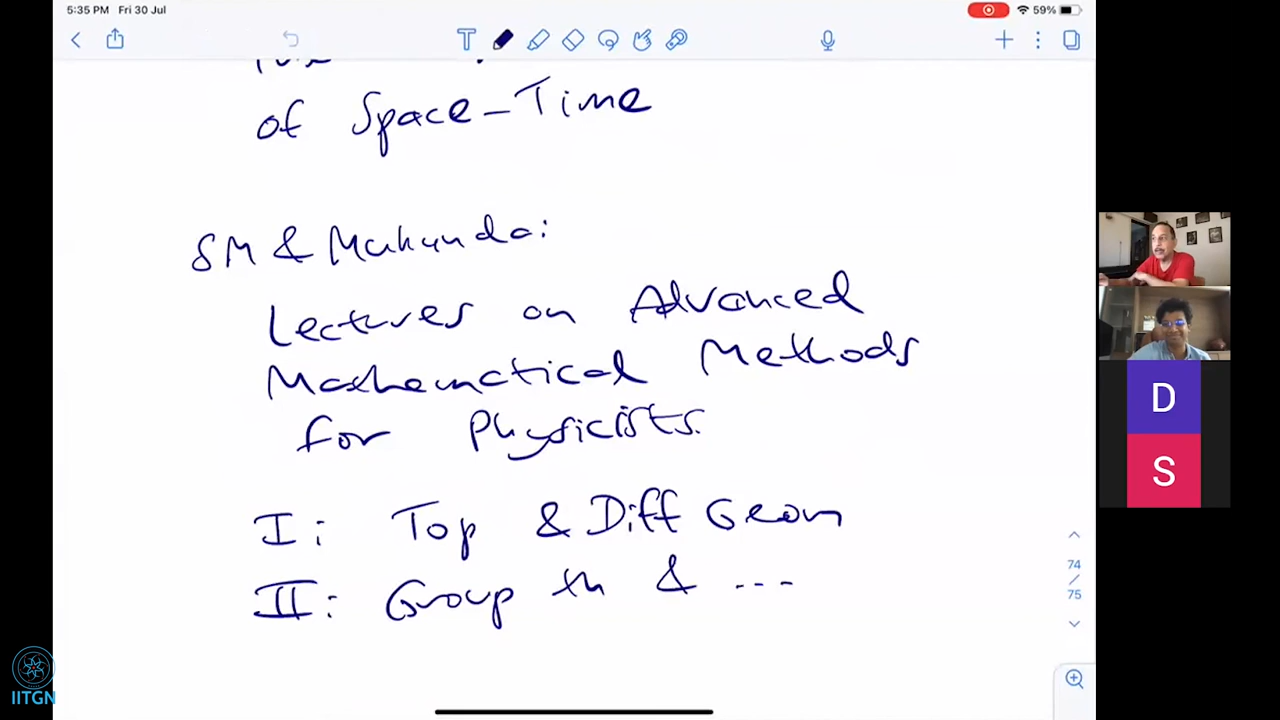 5:35 PM Fri 30 Jul
59%
of Space-Time
SM & Mukunda:
Lectures on Advanced
Mathematical Methods
for Physicists.
I: Top & Diff Geom
II: Group th & ---
74
/
75
D
S
IITGN